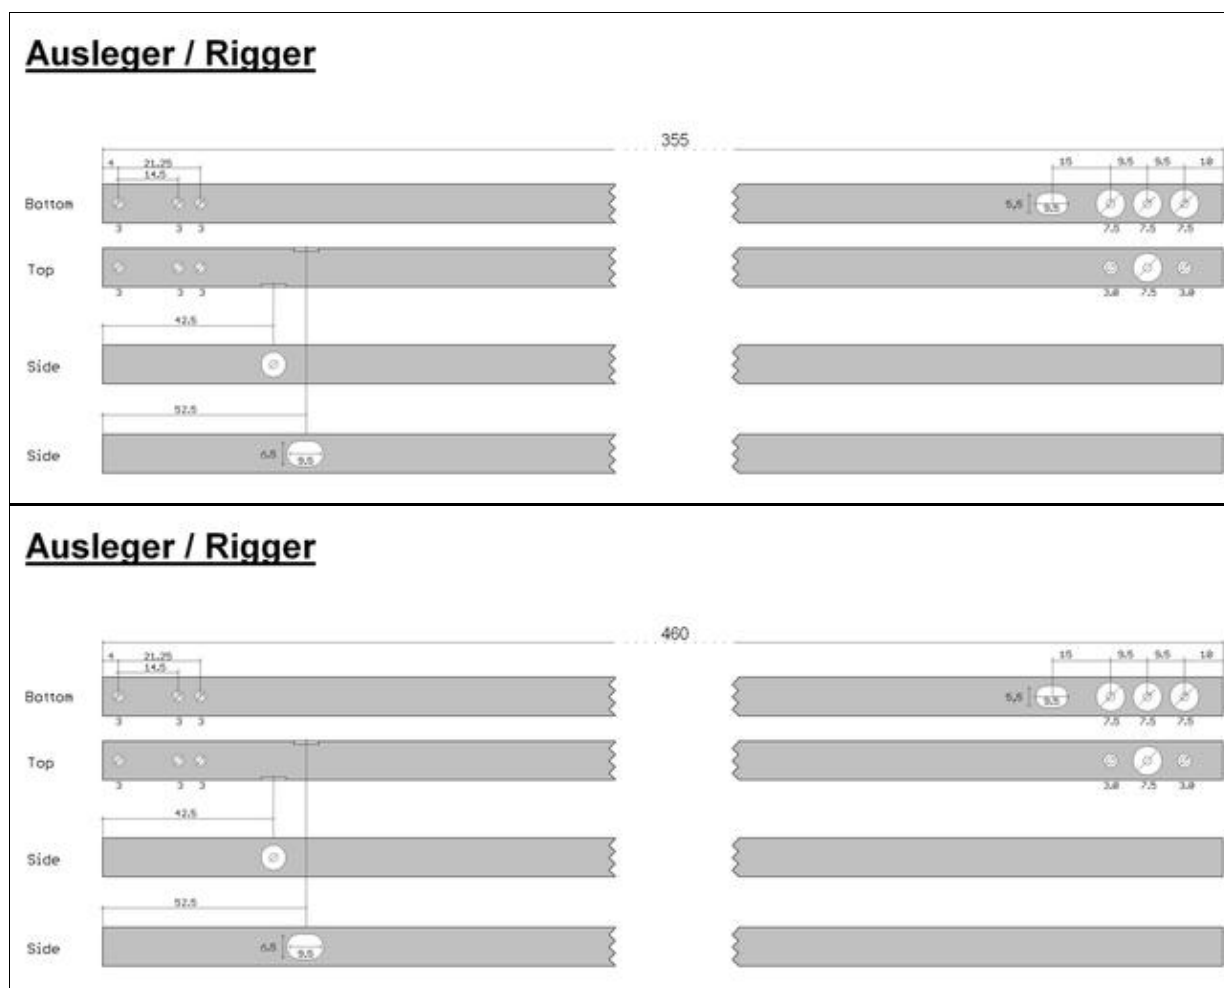 Ausleger / Rigger
355
4 21.25 15 9.5 9.5 10
14.5
Bottom 5.5 9.5
3 3 3 7.5 7.5 7.5
Top
3 3 3 3.0 7.5 3.0
42.5
Side
52.5
Side 6.5 9.5
Ausleger / Rigger
460
4 21.25 15 9.5 9.5 10
14.5
Bottom 5.5 9.5
3 3 3 7.5 7.5 7.5
Top
3 3 3 3.0 7.5 3.0
42.5
Side
52.5
Side 6.5 9.5